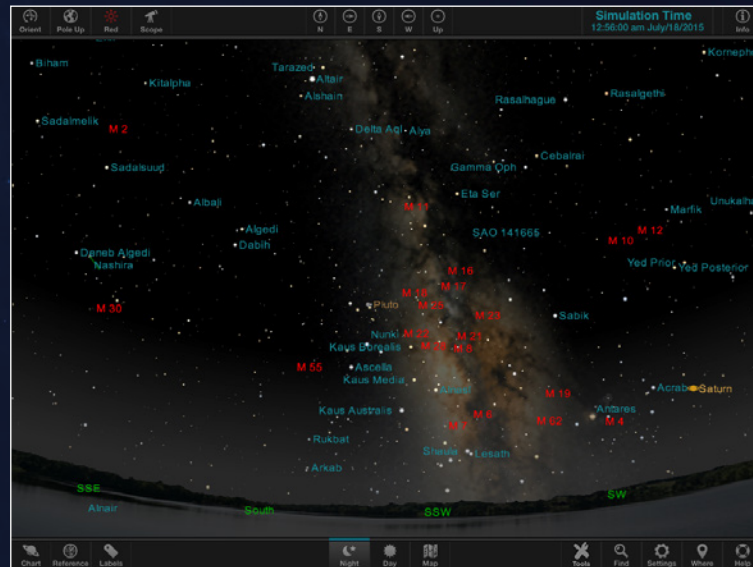 Orient Pole Up Red Scope N E S W Up Simulation Time Info
12:56:00 am July/18/2015
Biham
Tarazed
Kitalpha
Altair
Alshain
Rasalgethi
Rasalhague
Sadalmelik
M 2
Delta Aql
Alya
Cebalrai
Sadalsuud
Gamma Oph
Eta Ser
Albali
M 11
Marfik
Algedi
SAO 141665
M 12
M 10
Dabih
Daneb Algedi
Nashira
Yed Prior
Yed Posterior
M 16
M 17
M 18
M 25
M 30
Pluto
M 23
Sabik
Nunki
M 22
M 21
Kaus Borealis
M 28
M 8
M 55
Ascella
Kaus Media
Acrab
Saturn
M 19
Kaus Australis
M 6
Antares
M 7
M 62
M 4
Rukbat
Shaula
Lesath
Arkab
SSE
SW
Alnair
South
SSW
Chart Reference Labels Night Day Map Tools Find Settings Where Help